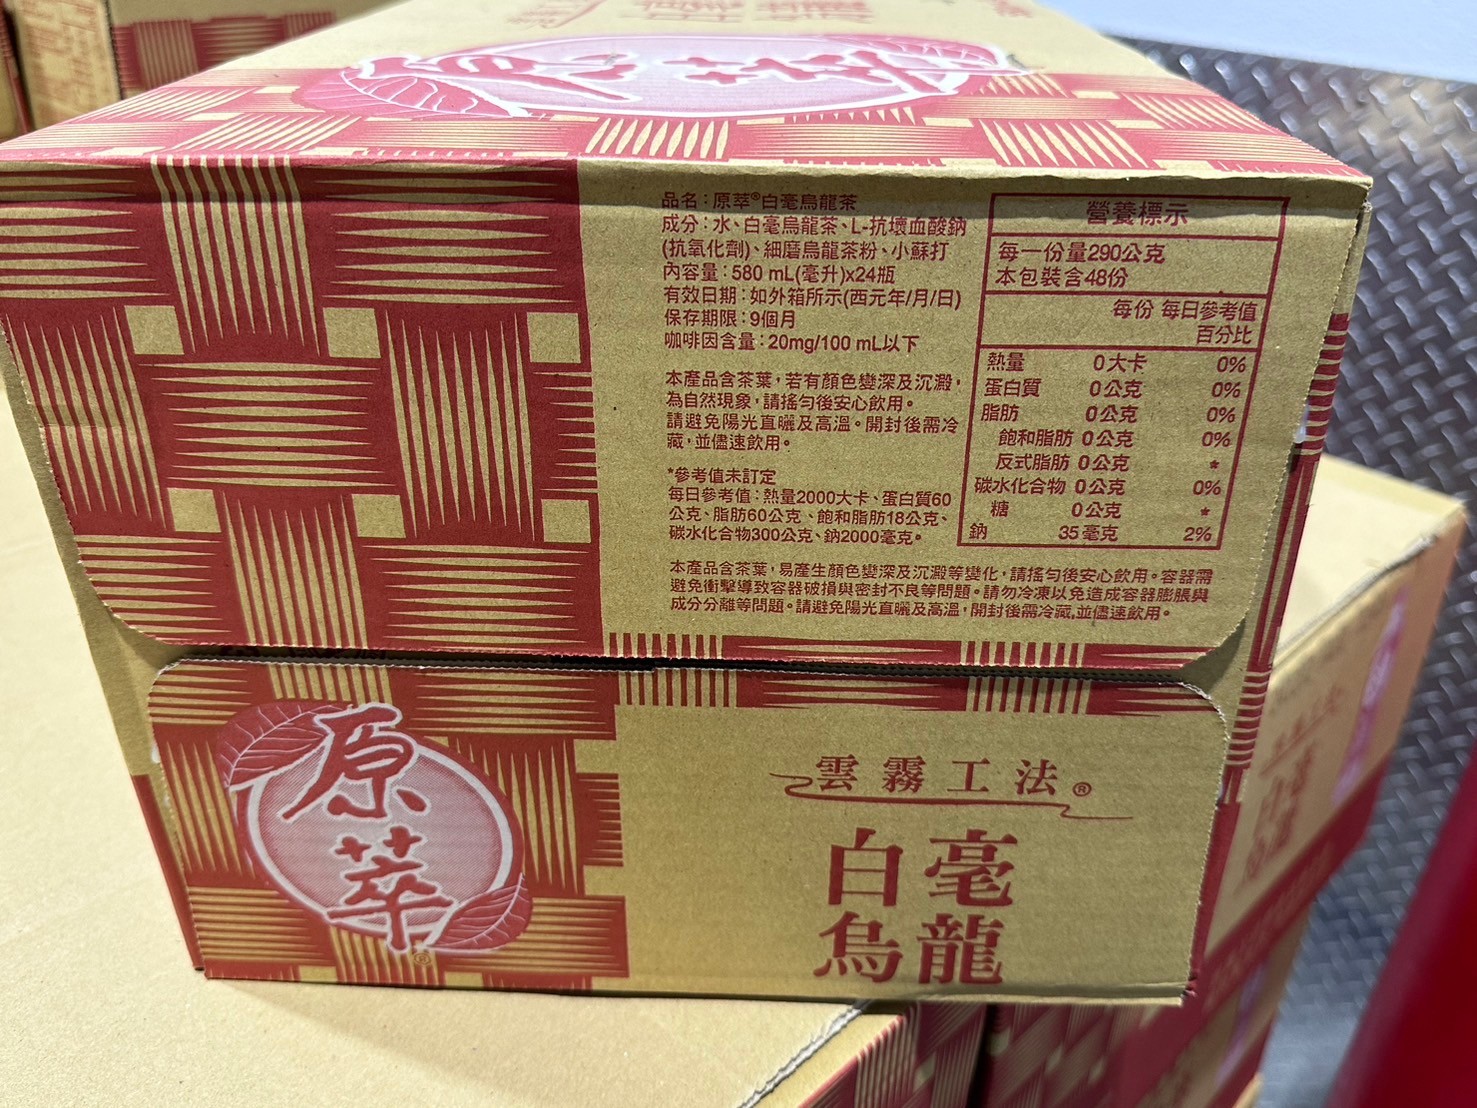 原萃
品名：原萃®白毫烏龍茶
成分：水、白毫烏龍茶、L-抗壞血酸鈉
(抗氧化劑)、細磨烏龍茶粉、小蘇打
內容量：580 mL(毫升)x24瓶
有效日期：如外箱所示(西元年/月/日)
保存期限：9個月
咖啡因含量：20mg/100 mL以下
本產品含茶葉，若有顏色變深及沉澱，
為自然現象，請搖勻後安心飲用。
請避免陽光直曬及高溫。開封後需冷
藏，並儘速飲用。
*參考值未訂定
每日參考值：熱量2000大卡、蛋白質60
公克、脂肪60公克、飽和脂肪18公克、
碳水化合物300公克、鈉2000毫克。
營養標示
每一份量290公克
本包裝含48份
每份 每日參考值
百分比
熱量 0大卡 0%
蛋白質 0公克 0%
脂肪 0公克 0%
飽和脂肪 0公克 0%
反式脂肪 0公克 *
碳水化合物 0公克 0%
糖 0公克 *
鈉 35毫克 2%
本產品含茶葉，易產生顏色變深及沉澱等變化，請搖勻後安心飲用。容器需
避免衝擊導致容器破損與密封不良等問題。請勿冷凍以免造成容器膨脹與
成分分離等問題。請避免陽光直曬及高溫，開封後需冷藏,並儘速飲用。
原萃®
雲霧工法®
白毫
烏龍